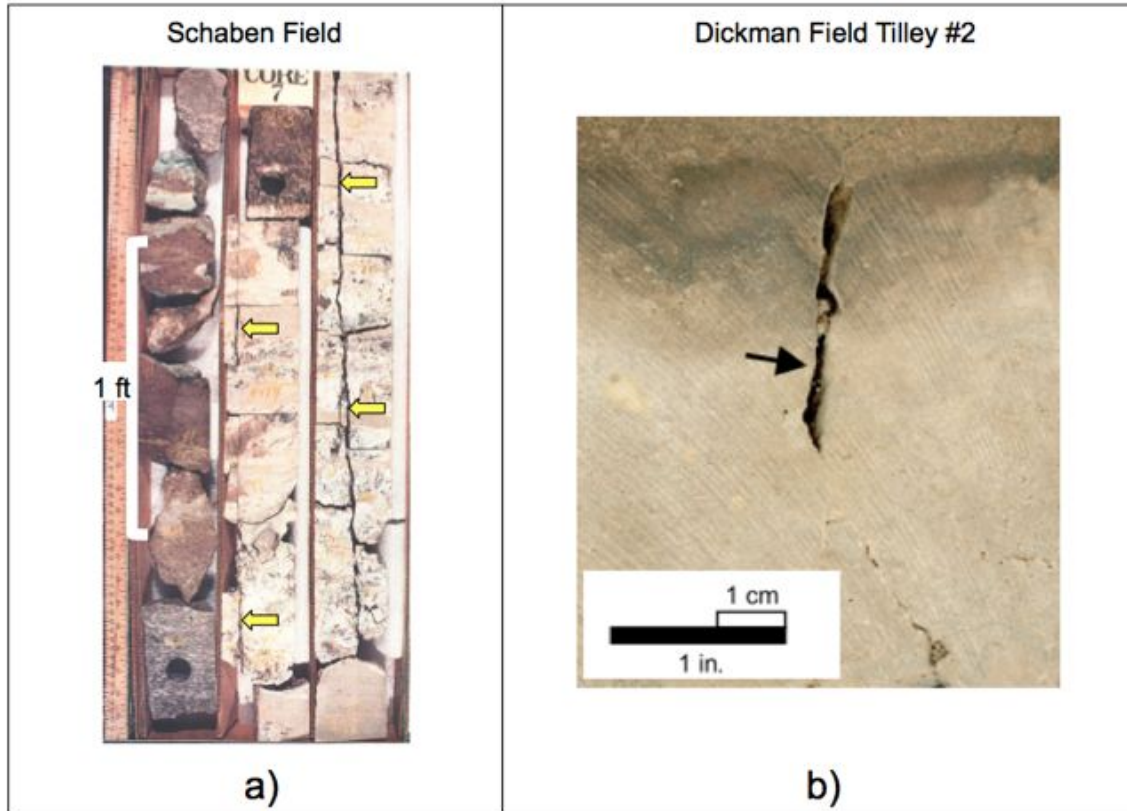 Schaben Field
Dickman Field Tilley #2
CORE
7
1 ft
1 cm
1 in.
a)
b)